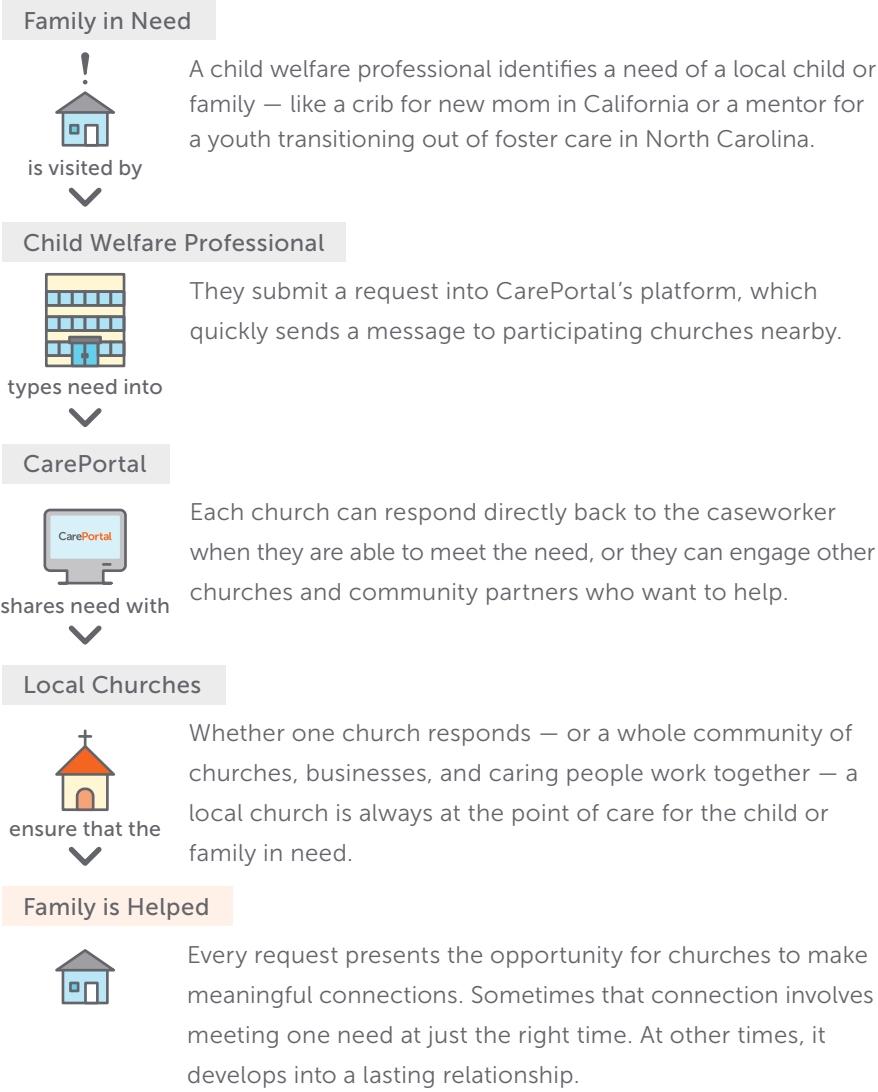 Family in Need
!
A child welfare professional identifies a need of a local child or
family — like a crib for new mom in California or a mentor for
a youth transitioning out of foster care in North Carolina.
is visited by
Child Welfare Professional
They submit a request into CarePortal’s platform, which
quickly sends a message to participating churches nearby.
types need into
CarePortal
CarePortal
Each church can respond directly back to the caseworker
when they are able to meet the need, or they can engage other
churches and community partners who want to help.
shares need with
Local Churches
Whether one church responds — or a whole community of
churches, businesses, and caring people work together — a
local church is always at the point of care for the child or
family in need.
ensure that the
Family is Helped
Every request presents the opportunity for churches to make
meaningful connections. Sometimes that connection involves
meeting one need at just the right time. At other times, it
develops into a lasting relationship.